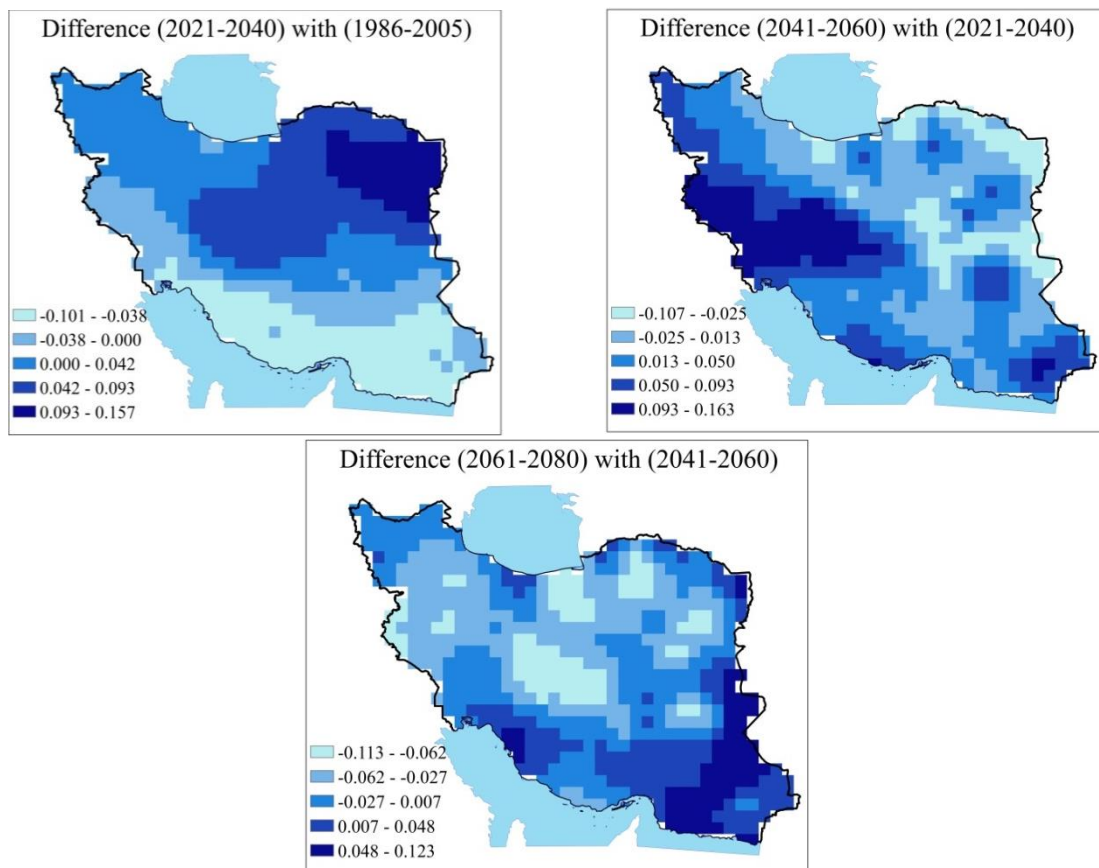 Difference (2021-2040) with (1986-2005)
-0.101 - -0.038
-0.038 - 0.000
0.000 - 0.042
0.042 - 0.093
0.093 - 0.157
Difference (2041-2060) with (2021-2040)
-0.107 - -0.025
-0.025 - 0.013
0.013 - 0.050
0.050 - 0.093
0.093 - 0.163
Difference (2061-2080) with (2041-2060)
-0.113 - -0.062
-0.062 - -0.027
-0.027 - 0.007
0.007 - 0.048
0.048 - 0.123